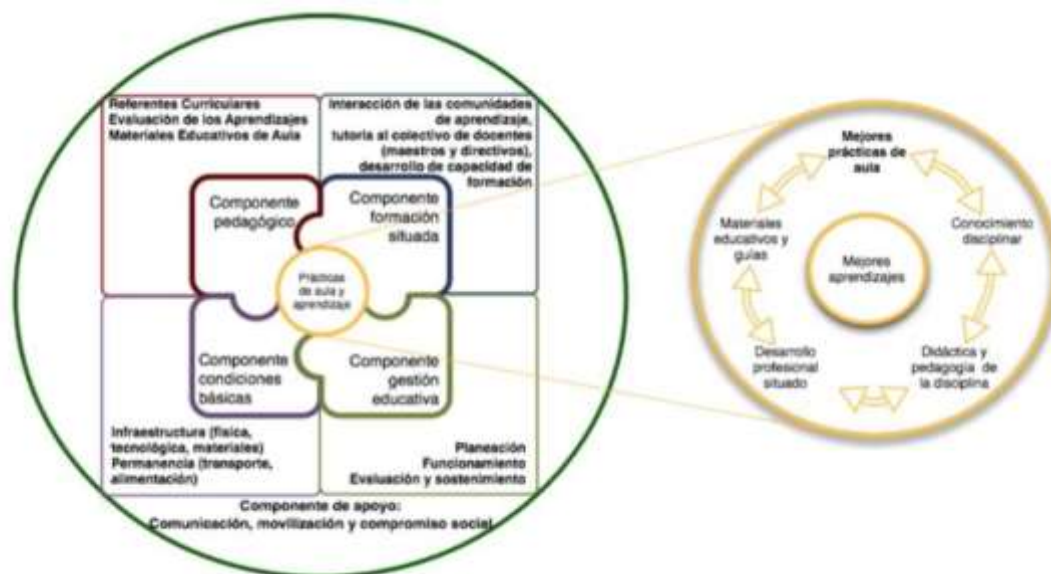 Referentes Curriculares
Evaluación de los Aprendizajes
Materiales Educativos de Aula
Interacción de las comunidades
de aprendizaje,
tutoría al colectivo de docentes
(maestros y directivos),
desarrollo de capacidad de
formación
Componente
pedagógico
Componente
formación
situada
Prácticas
de aula y
aprendizaje
Componente
condiciones
básicas
Componente
gestión
educativa
Infraestructura (física,
tecnológica, materiales)
Permanencia (transporte,
alimentación)
Planeación
Funcionamiento
Evaluación y sostenimiento
Componente de apoyo:
Comunicación, movilización y compromiso social
Mejores
prácticas de
aula
Materiales
educativos y
guías
Conocimiento
disciplinar
Mejores
aprendizajes
Desarrollo
profesional
situado
Didáctica y
pedagogía de
la disciplina